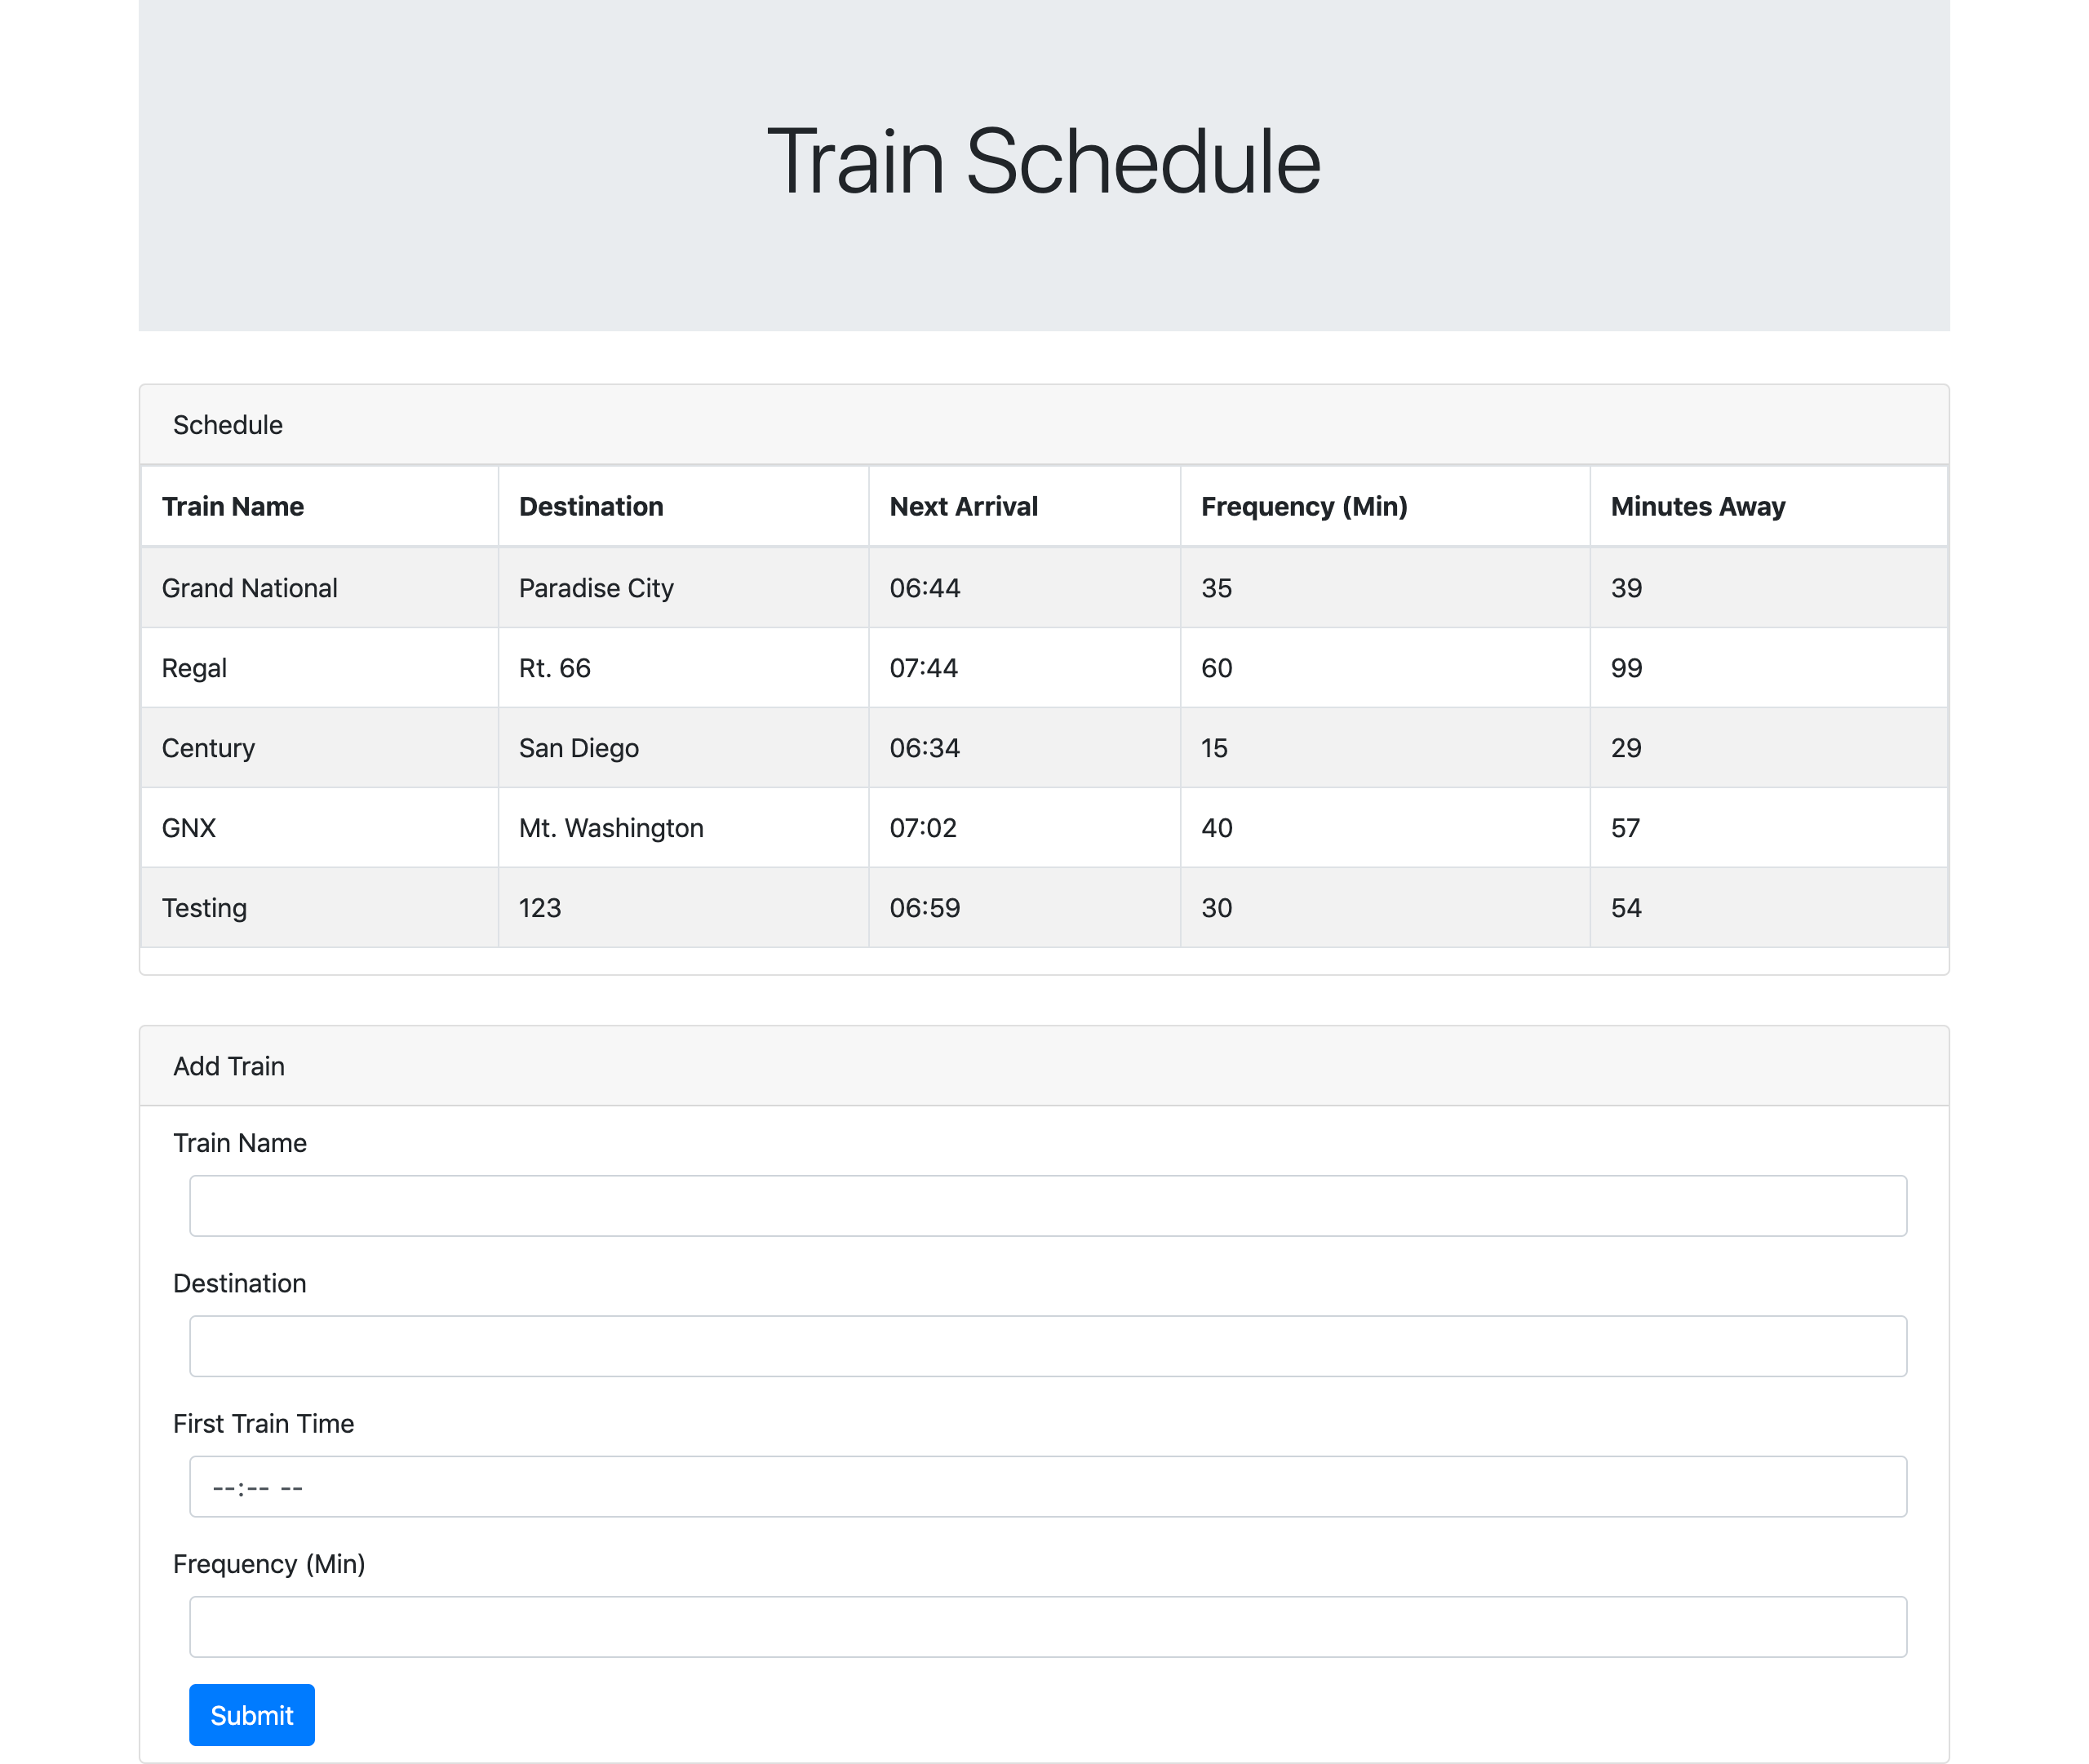 Train Schedule
Schedule
Train Name Destination Next Arrival Frequency (Min) Minutes Away
Grand National Paradise City 06:44 35 39
Regal Rt. 66 07:44 60 99
Century San Diego 06:34 15 29
GNX Mt. Washington 07:02 40 57
Testing 123 06:59 30 54
Add Train
Train Name
Destination
First Train Time
--:-- --
Frequency (Min)
Submit